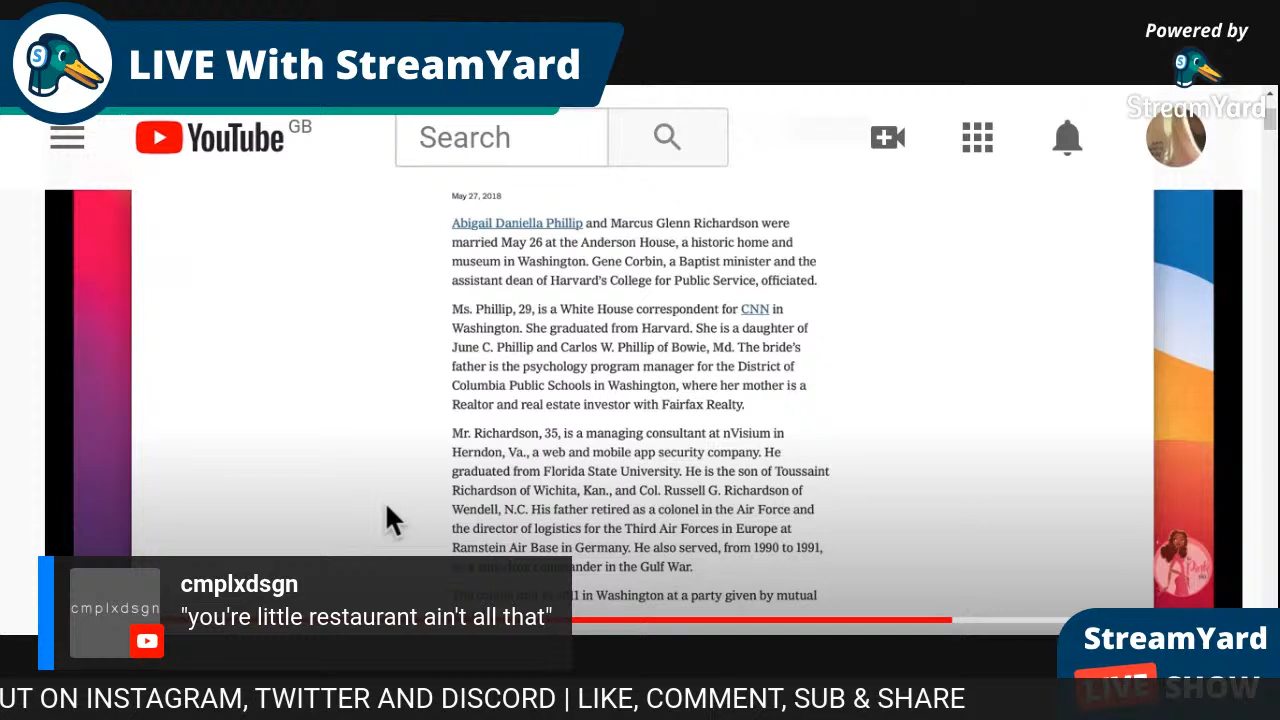 LIVE With StreamYard
Powered by
StreamYard
YouTube GB
Search
May 27, 2018
Abigail Daniella Phillip and Marcus Glenn Richardson were
married May 26 at the Anderson House, a historic home and
museum in Washington. Gene Corbin, a Baptist minister and the
assistant dean of Harvard's College for Public Service, officiated.
Ms. Phillip, 29, is a White House correspondent for CNN in
Washington. She graduated from Harvard. She is a daughter of
June C. Phillip and Carlos W. Phillip of Bowie, Md. The bride's
father is the psychology program manager for the District of
Columbia Public Schools in Washington, where her mother is a
Realtor and real estate investor with Fairfax Realty.
Mr. Richardson, 35, is a managing consultant at nVisium in
Herndon, Va., a web and mobile app security company. He
graduated from Florida State University. He is the son of Toussaint
Richardson of Wichita, Kan., and Col. Russell G. Richardson of
Wendell, N.C. His father retired as a colonel in the Air Force and
the director of logistics for the Third Air Forces in Europe at
Ramstein Air Base in Germany. He also served, from 1990 to 1991,
in the Gulf War.
in Washington at a party given by mutual
cmplxdsgn
cmplxdsgn
"you're little restaurant ain't all that"
StreamYard
LIVE SHOW
UT ON INSTAGRAM, TWITTER AND DISCORD | LIKE, COMMENT, SUB & SHARE